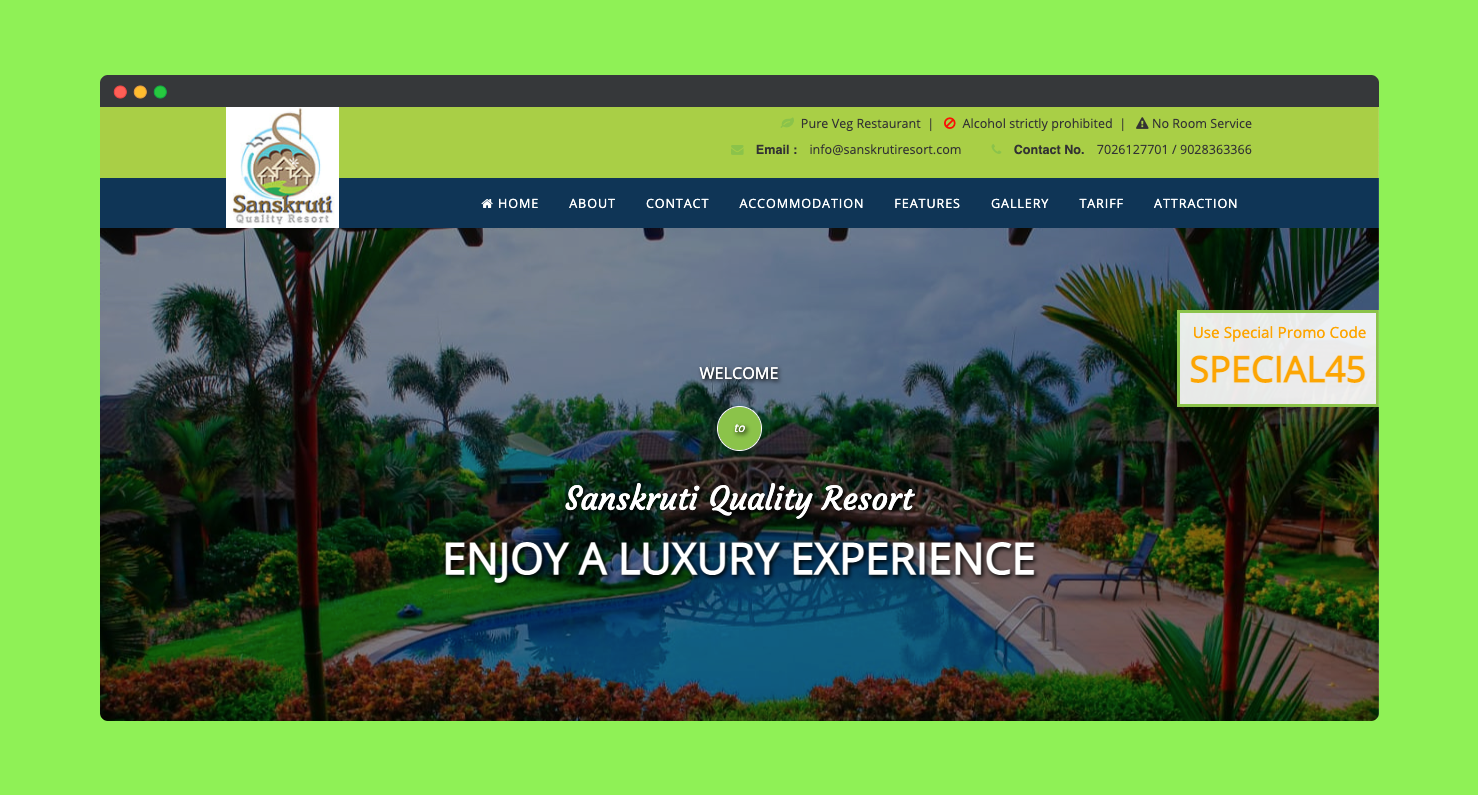 Pure Veg Restaurant | Alcohol strictly prohibited | No Room Service
Email : info@sanskrutiresort.com Contact No. 7026127701 / 9028363366
Sanskruti
Quality Resort
HOME ABOUT CONTACT ACCOMMODATION FEATURES GALLERY TARIFF ATTRACTION
Use Special Promo Code
SPECIAL45
WELCOME
to
Sanskruti Quality Resort
ENJOY A LUXURY EXPERIENCE